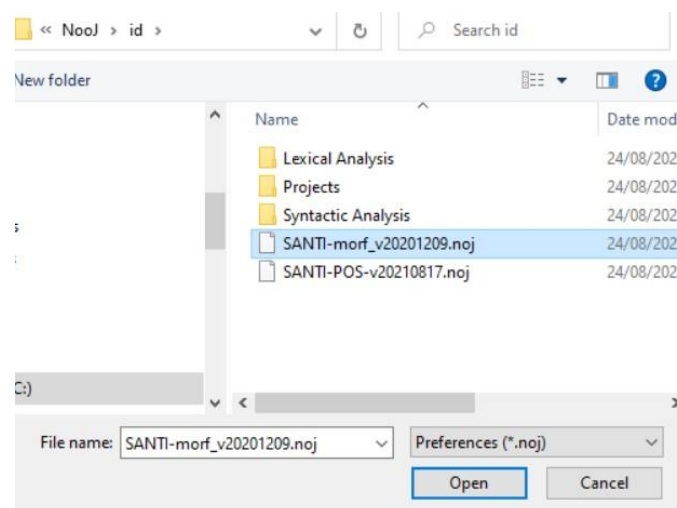 « NooJ › id ›
Search id
New folder
Name
Date mod
Lexical Analysis
24/08/202
Projects
24/08/202
Syntactic Analysis
24/08/202
SANTI-morf_v20201209.noj
24/08/202
SANTI-POS-v20210817.noj
24/08/202
C:)
File name:
SANTI-morf_v20201209.noj
Preferences (*.noj)
Open
Cancel